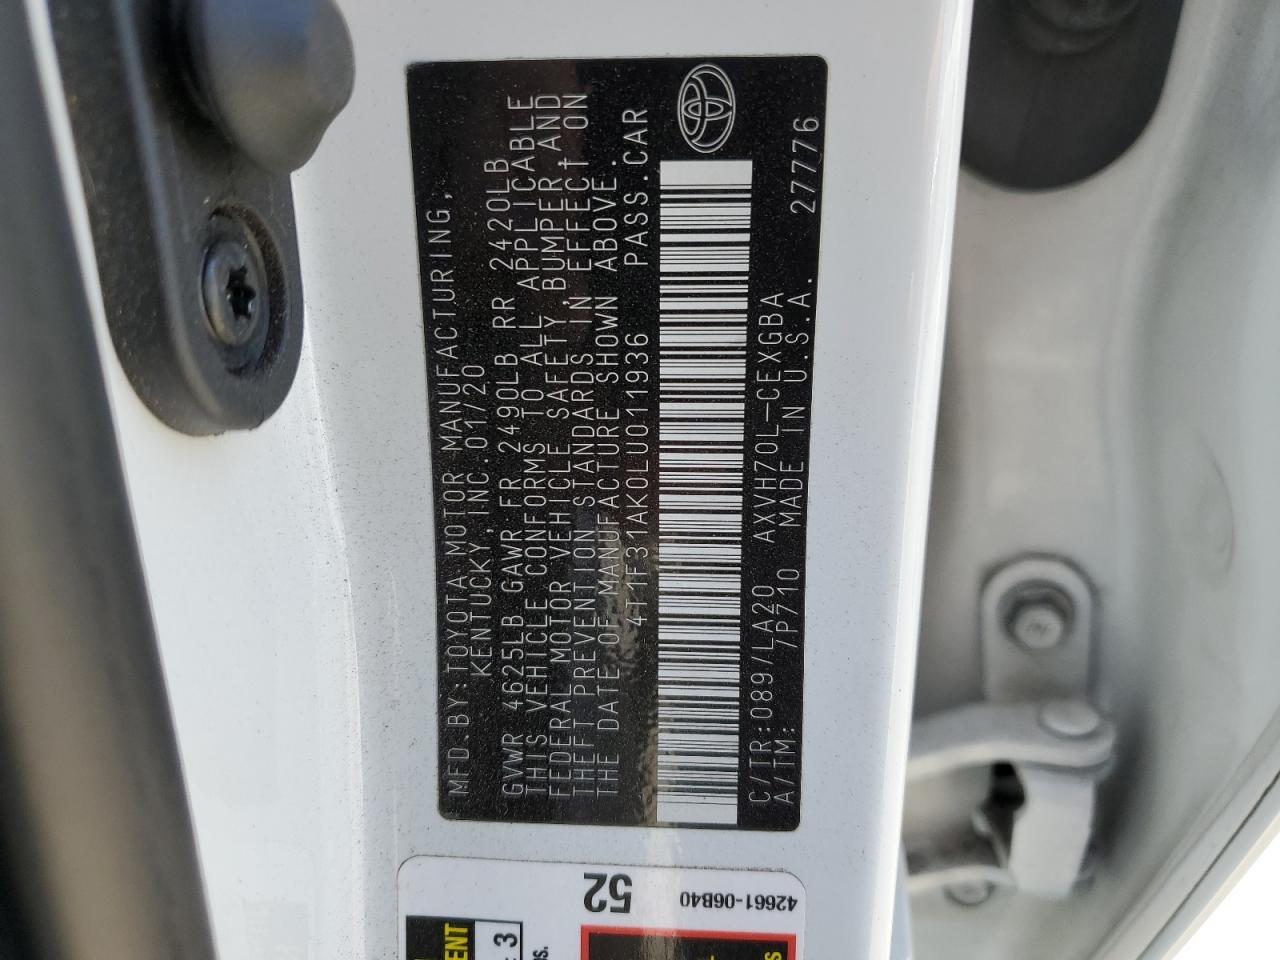 MFD.BY:TOYOTA MOTOR MANUFACTURING,
KENTUCKY,INC.01/20
GVWR 4625LB GAWR FR 2490LB RR 2420LB
THIS VEHICLE CONFORMS TO ALL APPLICABLE
FEDERAL MOTOR VEHICLE SAFETY,BUMPER,AND
THEFT PREVENTION STANDARDS IN EFFECT ON
THE DATE OF MANUFACTURE SHOWN ABOVE.
4T1F31AK0LU011936 PASS.CAR
C/TR:089/LA20 AXVH70L-CEXGBA
A/TM: 7P710 MADE IN U.S.A. 27776
52
42661-06B40
3